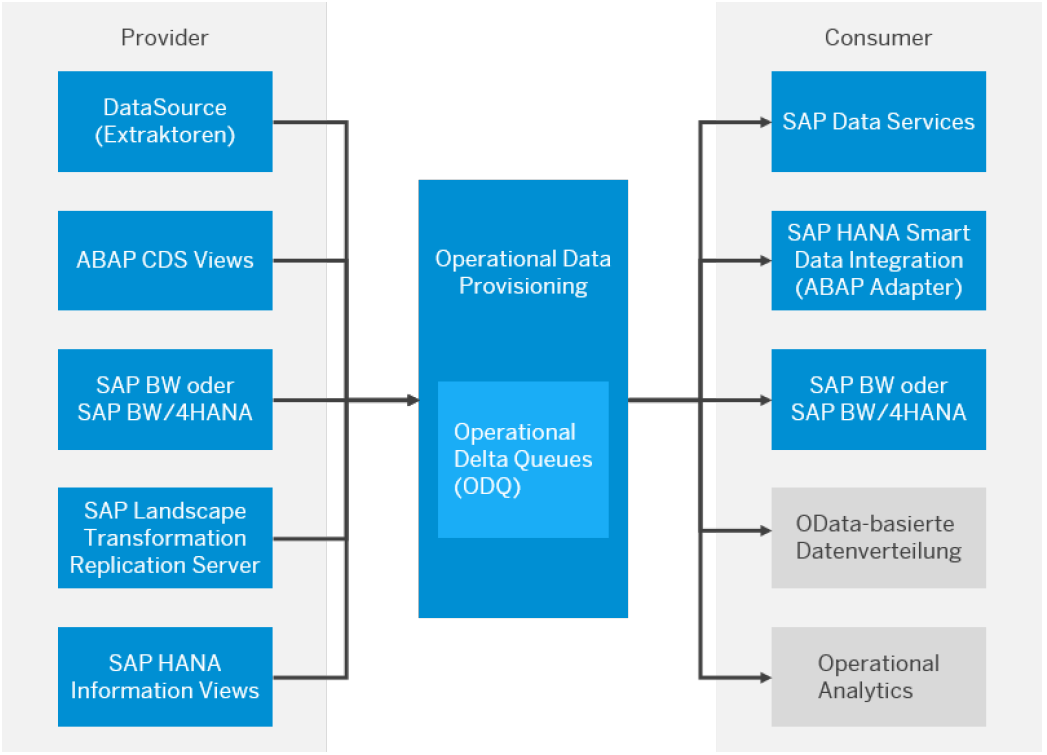 Provider
DataSource
(Extraktoren)
ABAP CDS Views
SAP BW oder
SAP BW/4HANA
SAP Landscape
Transformation
Replication Server
SAP HANA
Information Views
Operational Data
Provisioning
Operational
Delta Queues
(ODQ)
Consumer
SAP Data Services
SAP HANA Smart
Data Integration
(ABAP Adapter)
SAP BW oder
SAP BW/4HANA
OData-basierte
Datenverteilung
Operational
Analytics